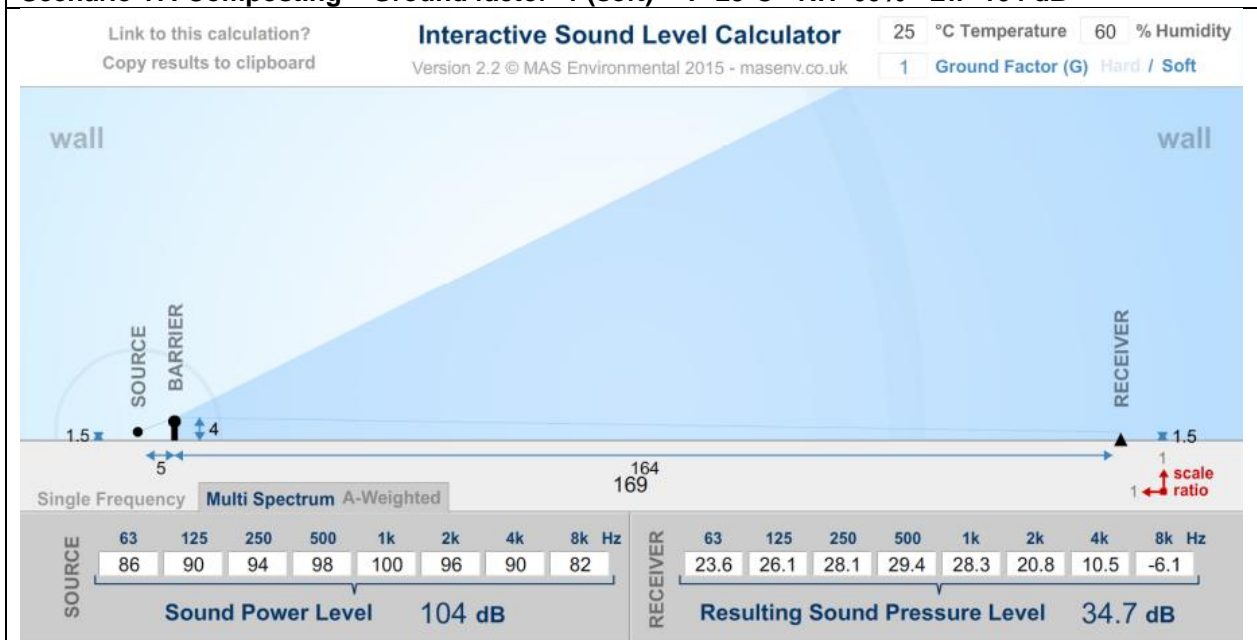 Link to this calculation?
Copy results to clipboard
Interactive Sound Level Calculator
Version 2.2 © MAS Environmental 2015 - masenv.co.uk
25 °C Temperature 60 % Humidity
1 Ground Factor (G) Hard / Soft
wall
wall
SOURCE
BARRIER
RECEIVER
1.5
4
1.5
5
164
169
1
scale
1 ratio
Single Frequency Multi Spectrum A-Weighted
SOURCE
63 125 250 500 1k 2k 4k 8k Hz
86 90 94 98 100 96 90 82
Sound Power Level 104 dB
RECEIVER
63 125 250 500 1k 2k 4k 8k Hz
23.6 26.1 28.1 29.4 28.3 20.8 10.5 -6.1
Resulting Sound Pressure Level 34.7 dB